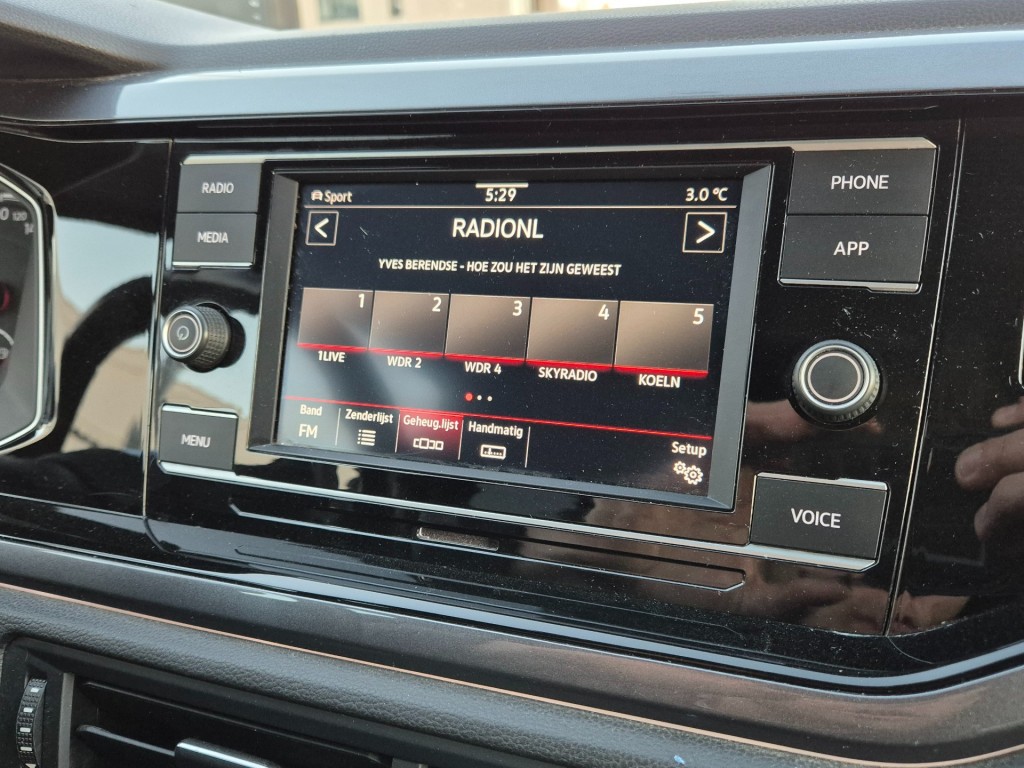 RADIO
MEDIA
MENU
Sport
5:29
3.0 °C
<
RADIONL
>
YVES BERENDSE - HOE ZOU HET ZIJN GEWEEST
1
2
3
4
5
1LIVE
WDR 2
WDR 4
SKYRADIO
KOELN
Band
FM
Zenderlijst
Geheug.lijst
Handmatig
Setup
PHONE
APP
VOICE
120